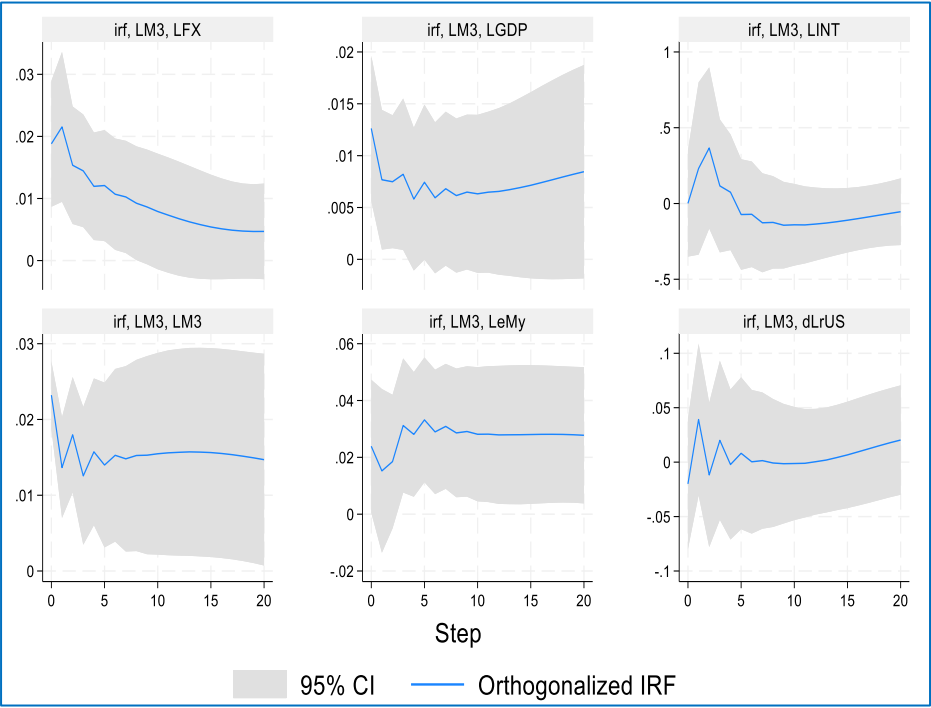 irf, LM3, LFX
irf, LM3, LGDP
irf, LM3, LINT
.03
.02
.01
0
.02
.015
.01
.005
0
1
.5
0
-.5
irf, LM3, LM3
irf, LM3, LeMy
irf, LM3, dLrUS
.03
.02
.01
0
.06
.04
.02
0
-.02
.1
.05
0
-.05
-.1
0 5 10 15 20
0 5 10 15 20
0 5 10 15 20
Step
95% CI
Orthogonalized IRF